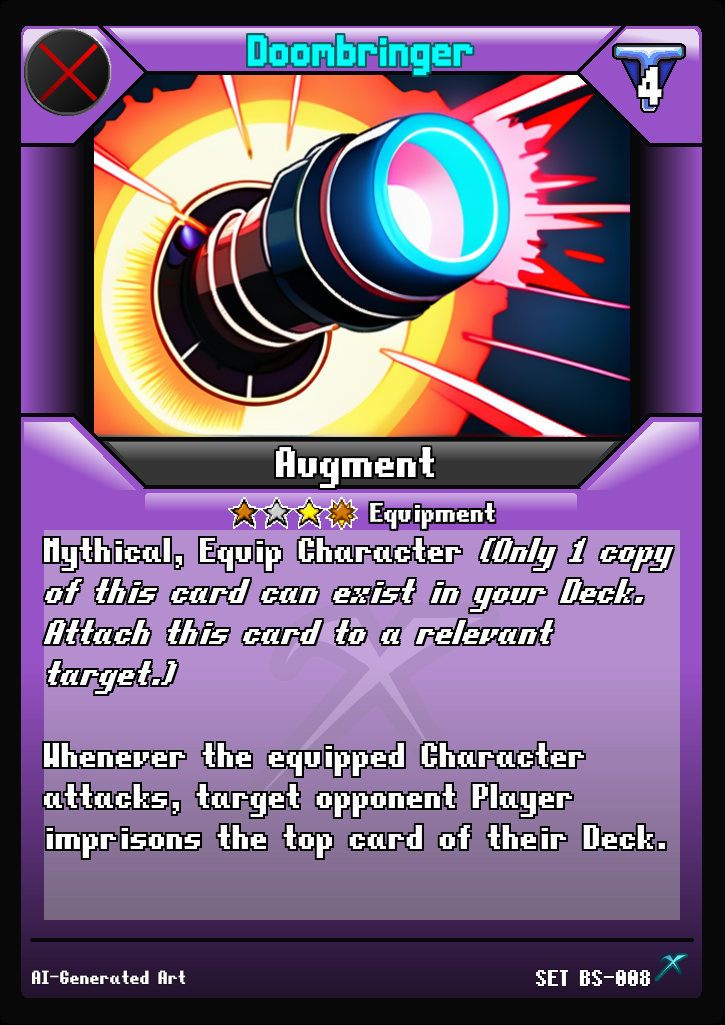 Doombringer
4
Augment
Equipment
Mythical, Equip Character (Only 1 copy
of this card can exist in your Deck.
Attach this card to a relevant
target.)
Whenever the equipped Character
attacks, target opponent Player
imprisons the top card of their Deck.
AI-Generated Art
SET BS-008